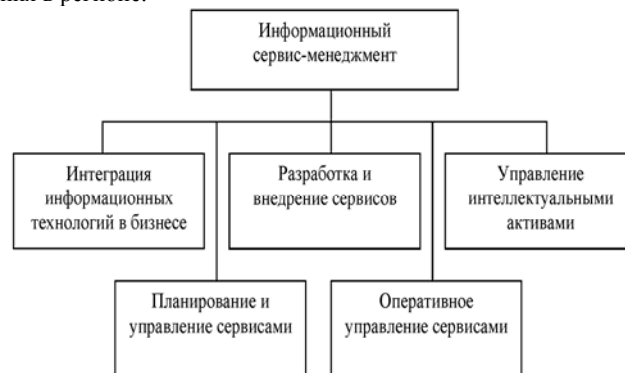 в регионе.
Информационный
сервис-менеджмент
Интеграция
информационных
технологий в бизнесе
Разработка и
внедрение сервисов
Управление
интеллектуальными
активами
Планирование и
управление сервисами
Оперативное
управление сервисами